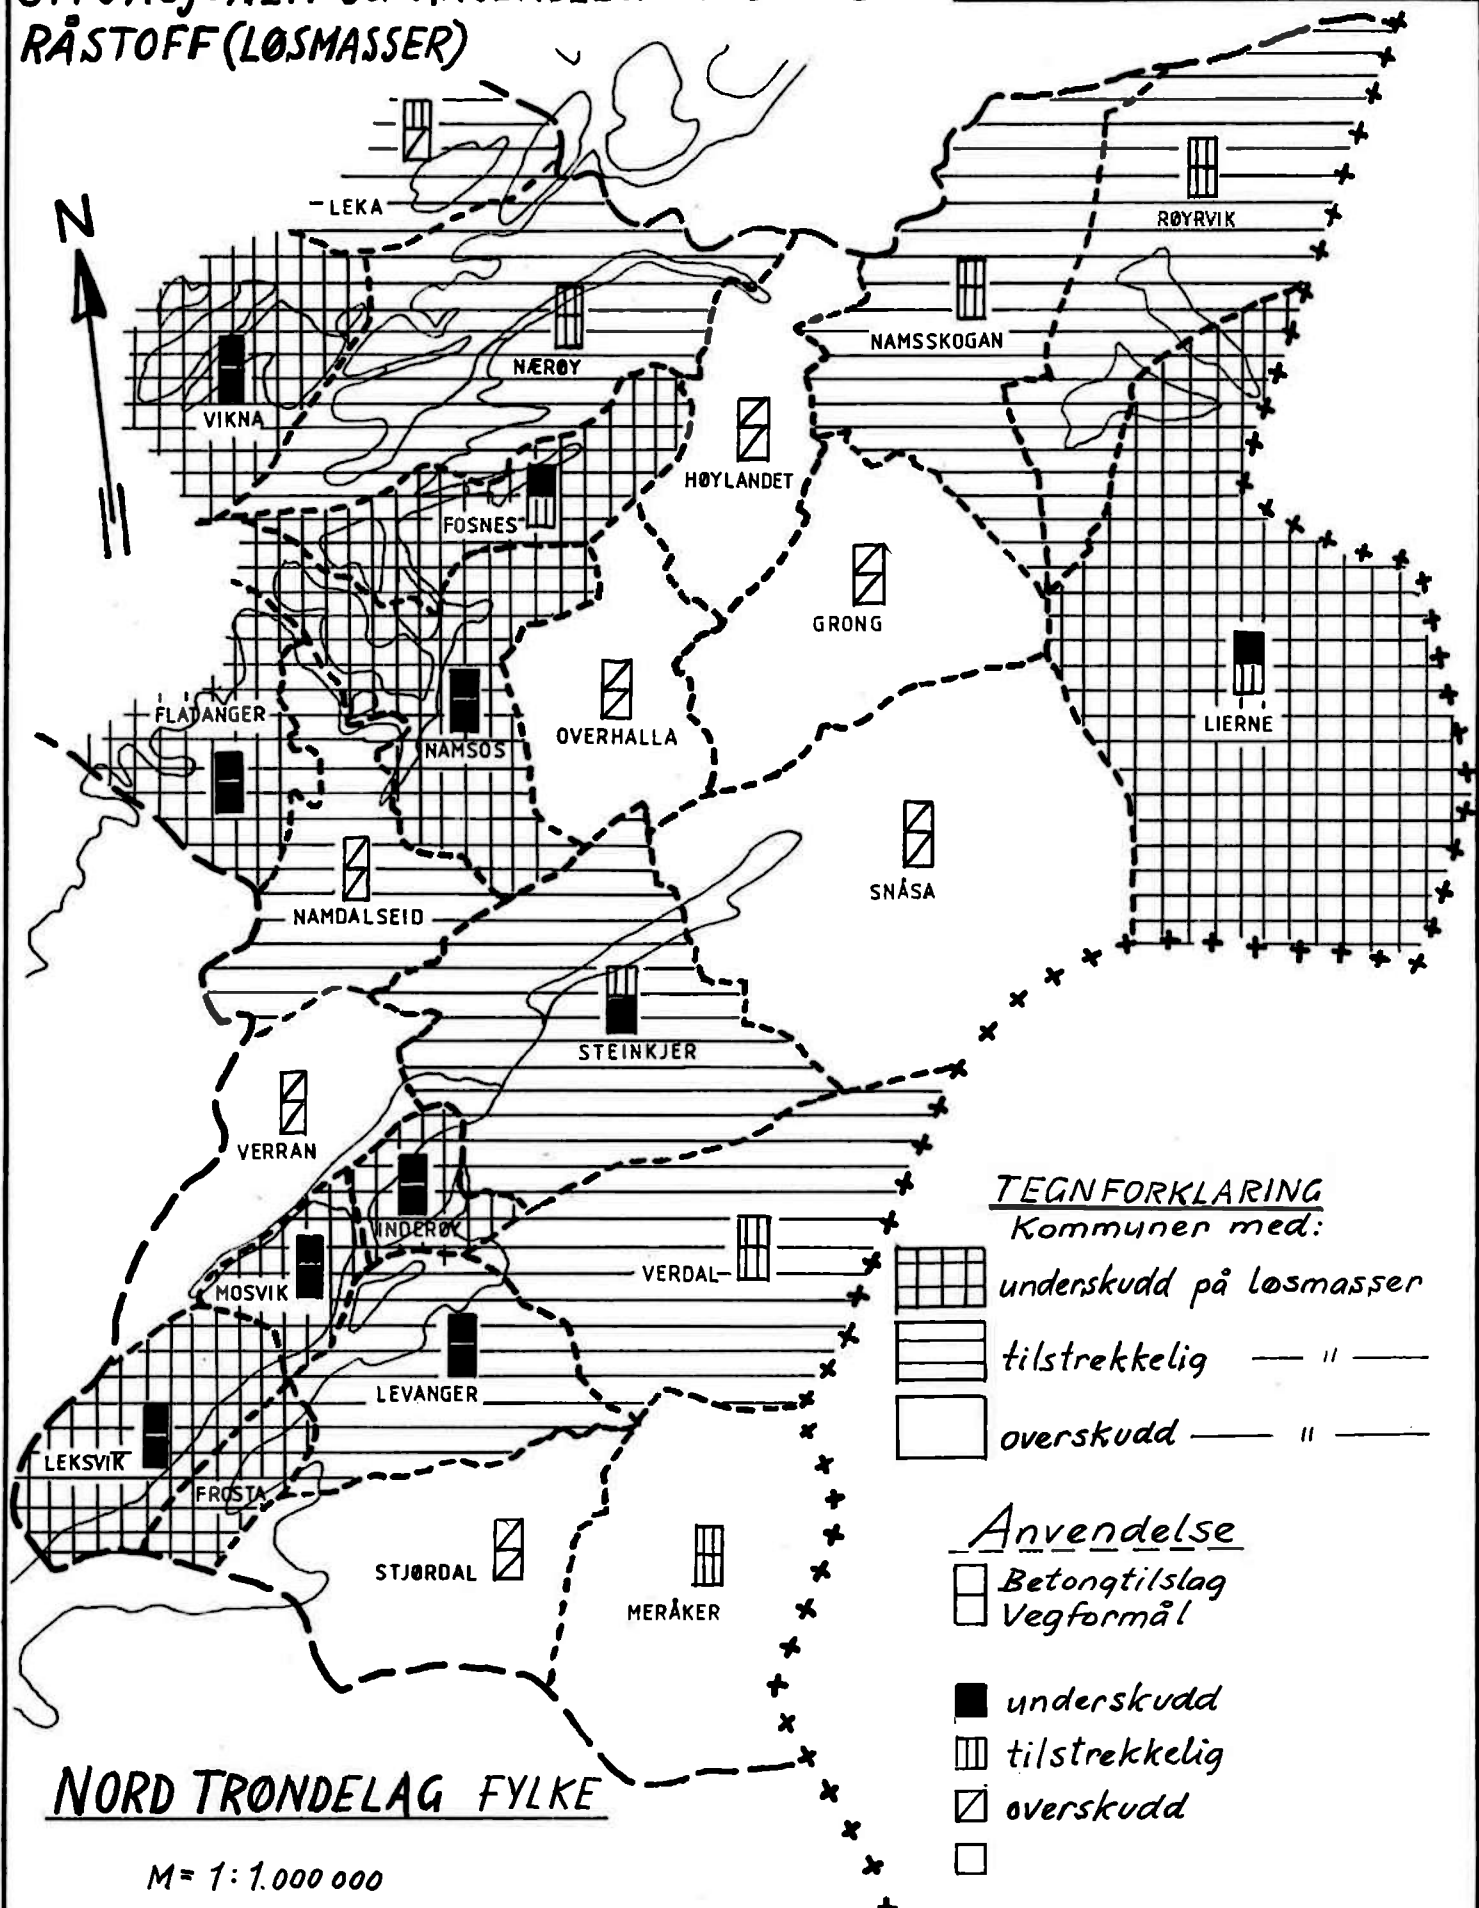 RÅSTOFF (LØSMASSER)
N
LEKA
RØYRVIK
NAMSSKOGAN
NÆRØY
VIKNA
HØYLANDET
FOSNES
GRONG
LIERNE
FLATANGER
NAMSOS
OVERHALLA
SNÅSA
NAMDALSEID
STEINKJER
VERRAN
INDERØY
MOSVIK
VERDAL
LEVANGER
LEKSVIK
FROSTA
STJØRDAL
MERÅKER
TEGNFORKLARING
Kommuner med:
underskudd på løsmasser
tilstrekkelig — " —
overskudd — " —
Anvendelse
Betongtilslag
Vegformål
underskudd
tilstrekkelig
overskudd
NORD TRØNDELAG FYLKE
M= 1:1.000 000